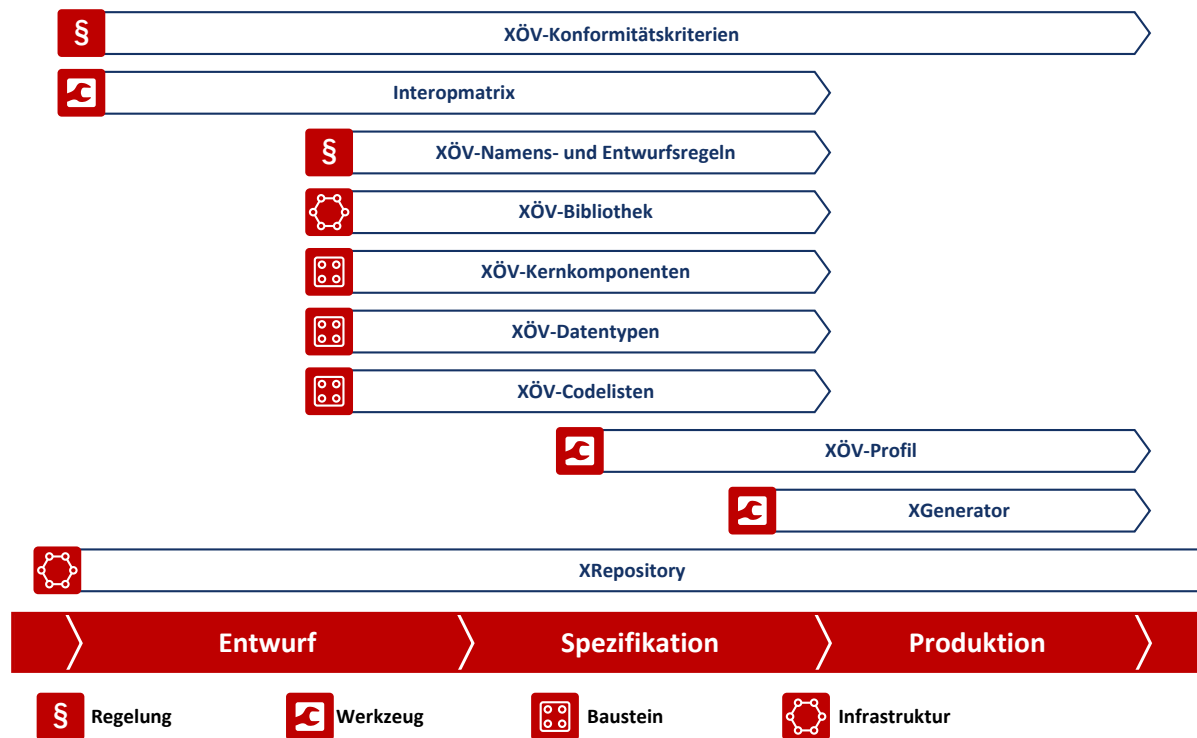 § XÖV-Konformitätskriterien
Interopmatrix
§ XÖV-Namens- und Entwurfsregeln
XÖV-Bibliothek
XÖV-Kernkomponenten
XÖV-Datentypen
XÖV-Codelisten
XÖV-Profil
XGenerator
XRepository
Entwurf Spezifikation Produktion
§ Regelung Werkzeug Baustein Infrastruktur